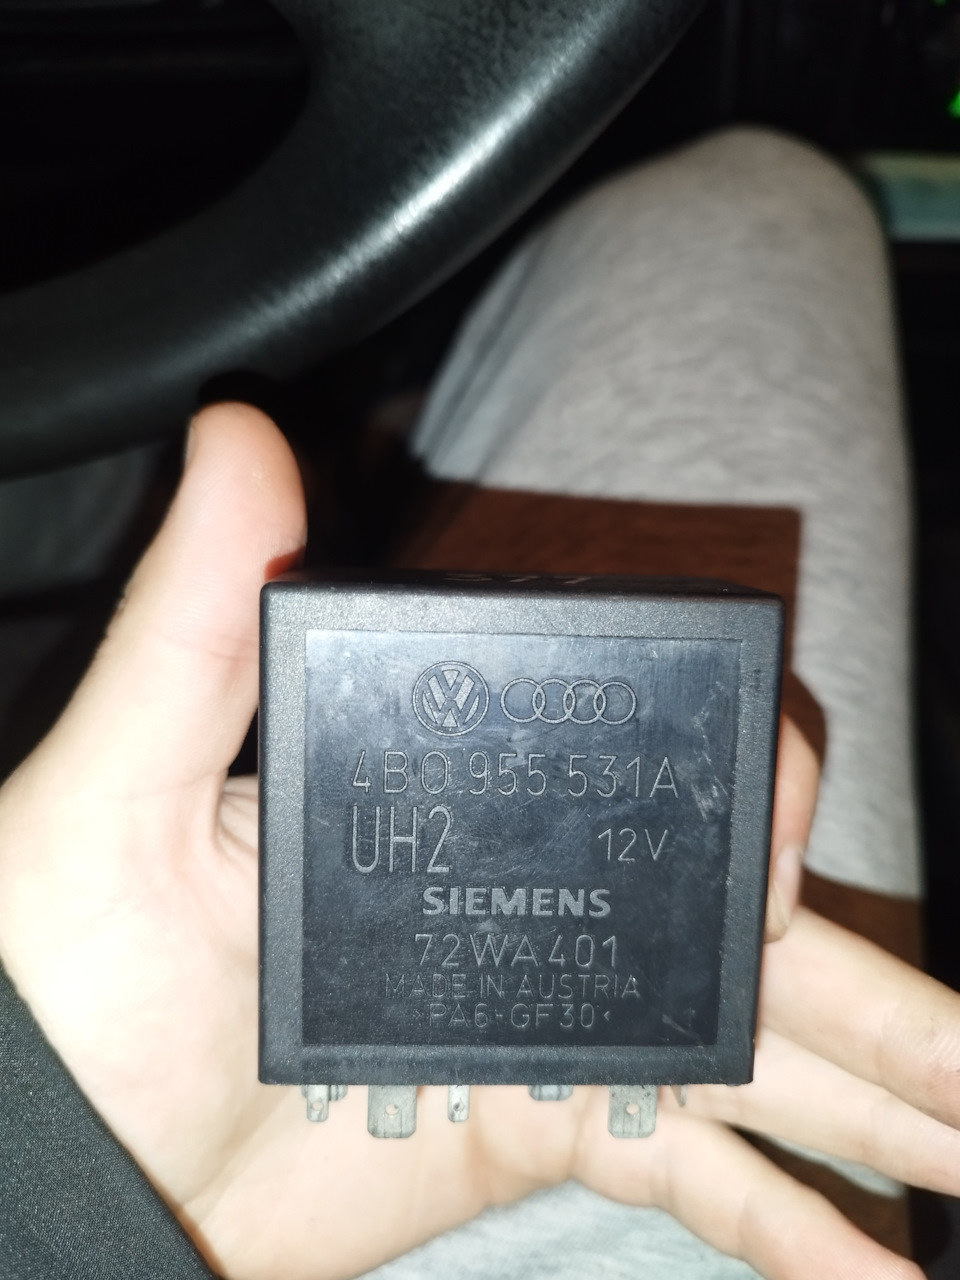 4B0 955 531A
UH2 12V
SIEMENS
72WA401
MADE IN AUSTRIA
>PA6-GF30<